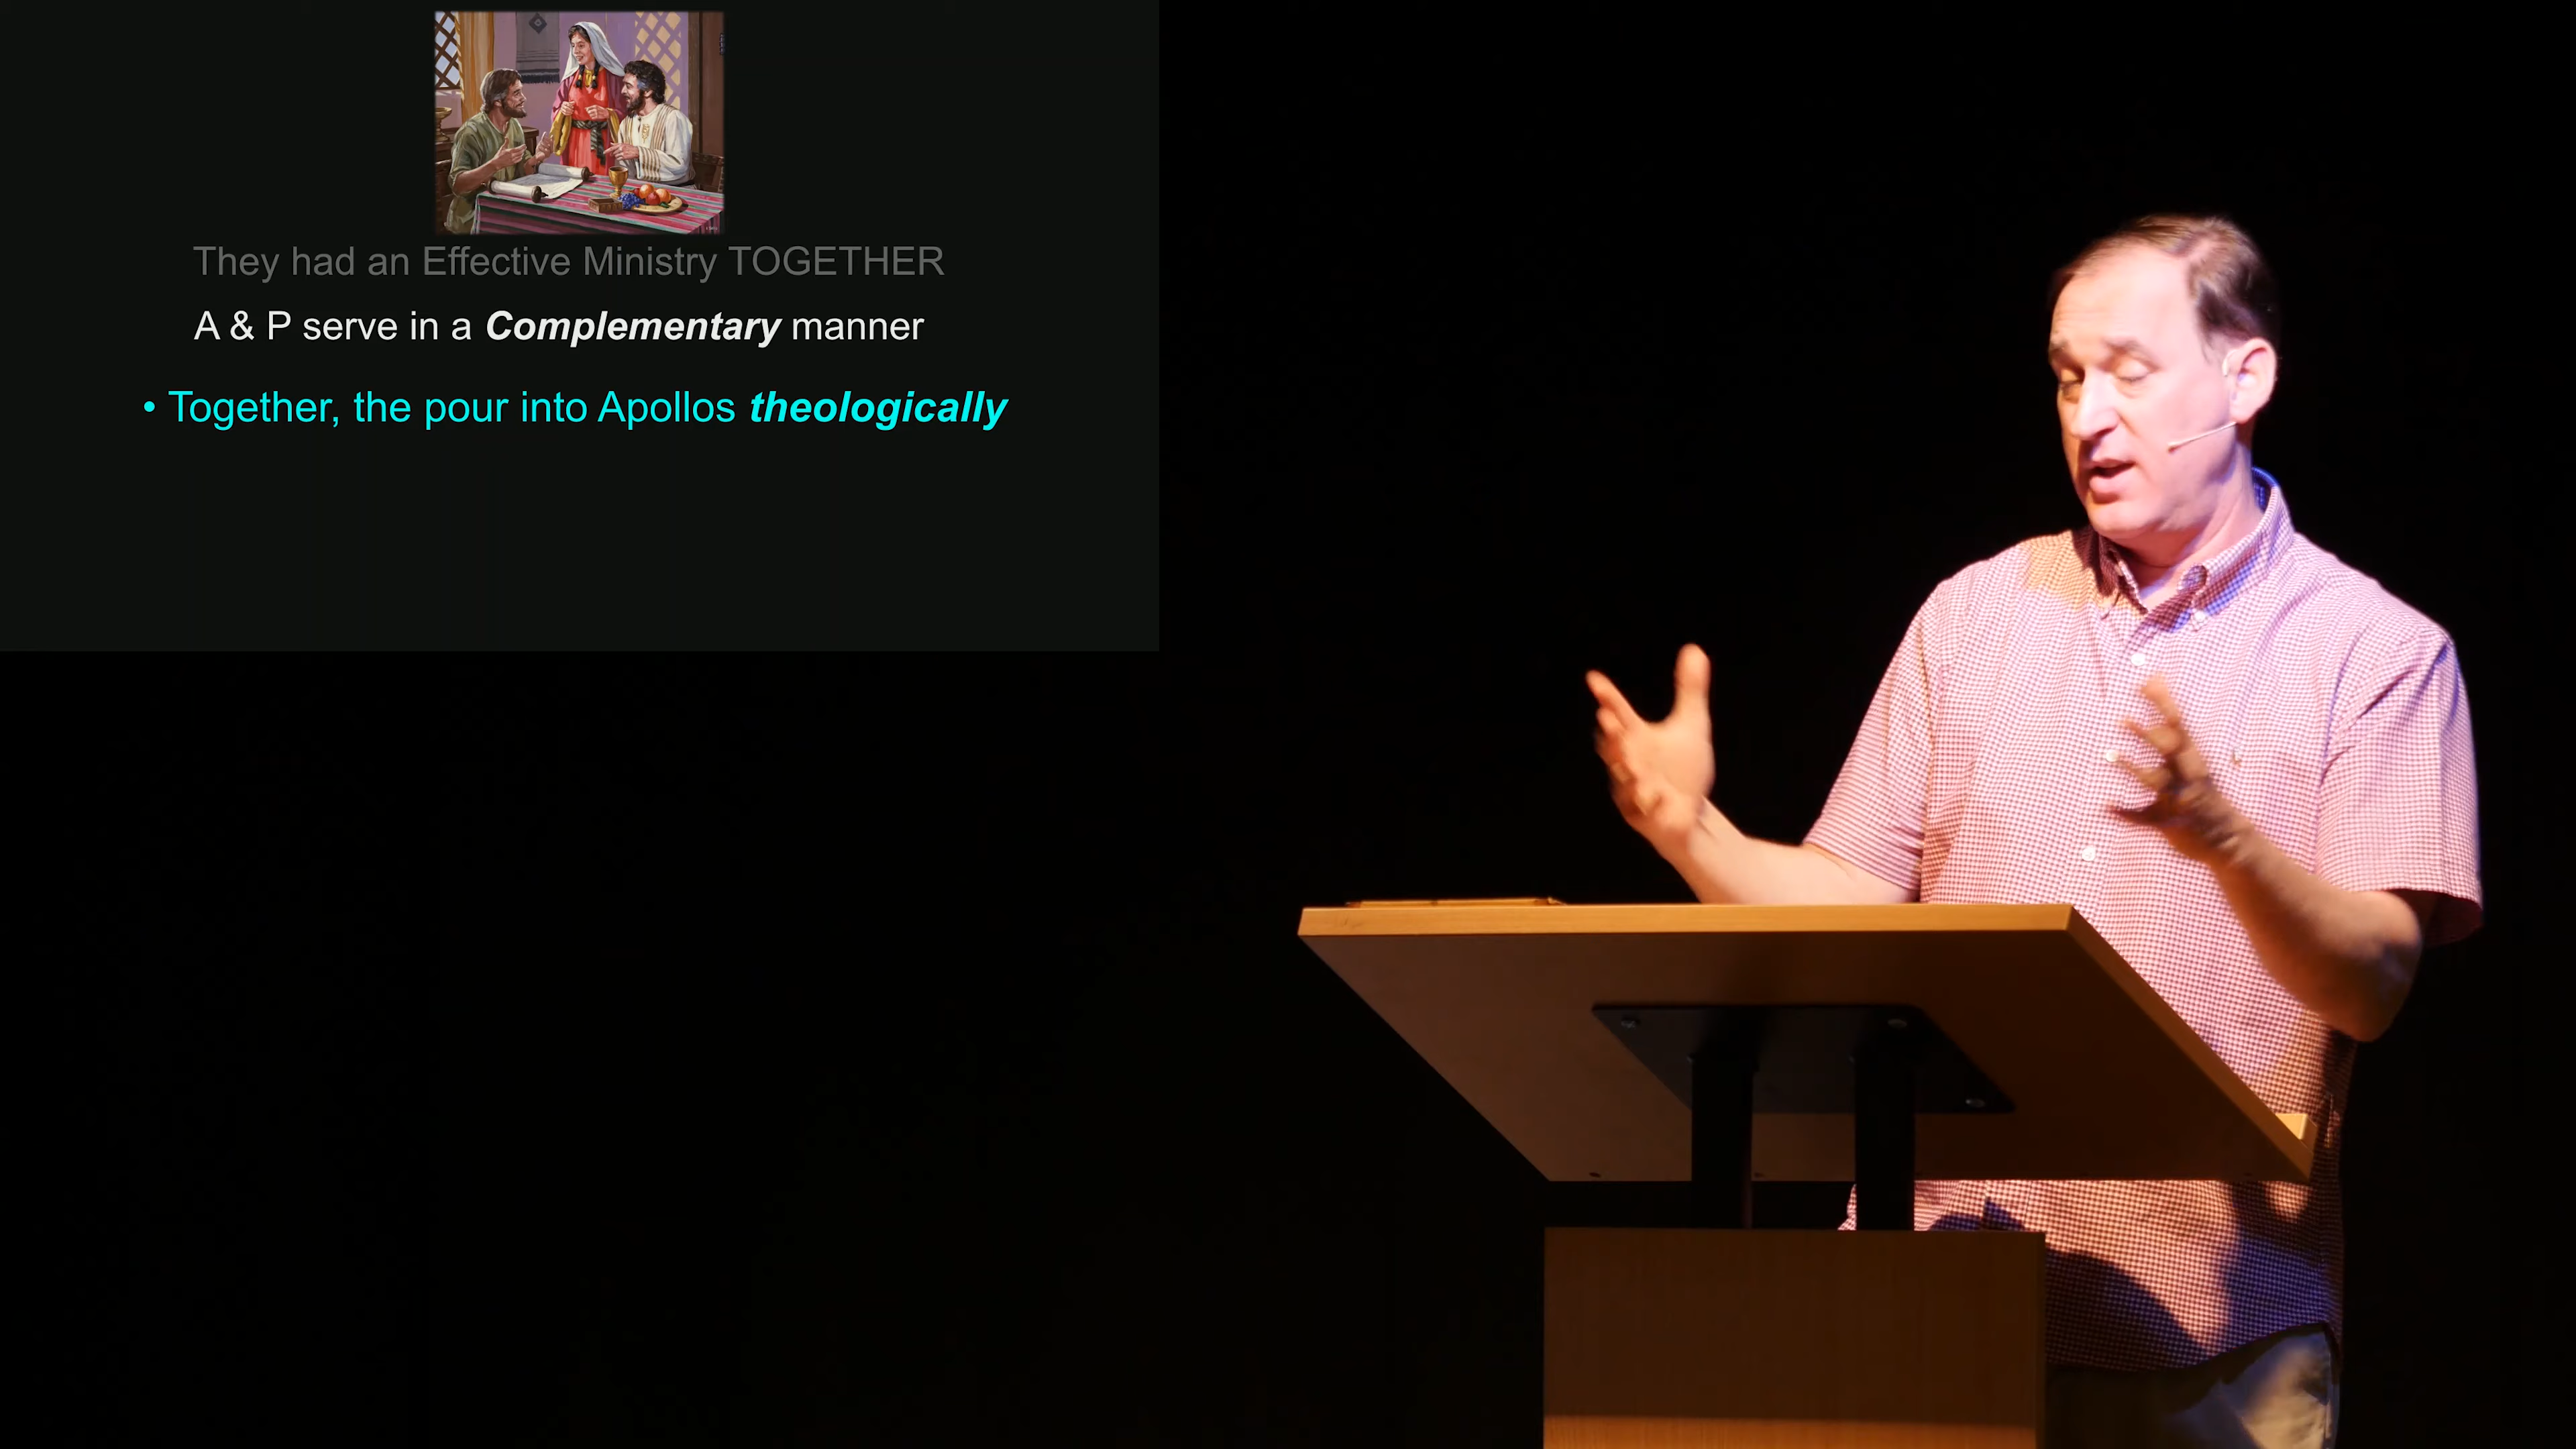 They had an Effective Ministry TOGETHER
A & P serve in a Complementary manner
• Together, the pour into Apollos theologically